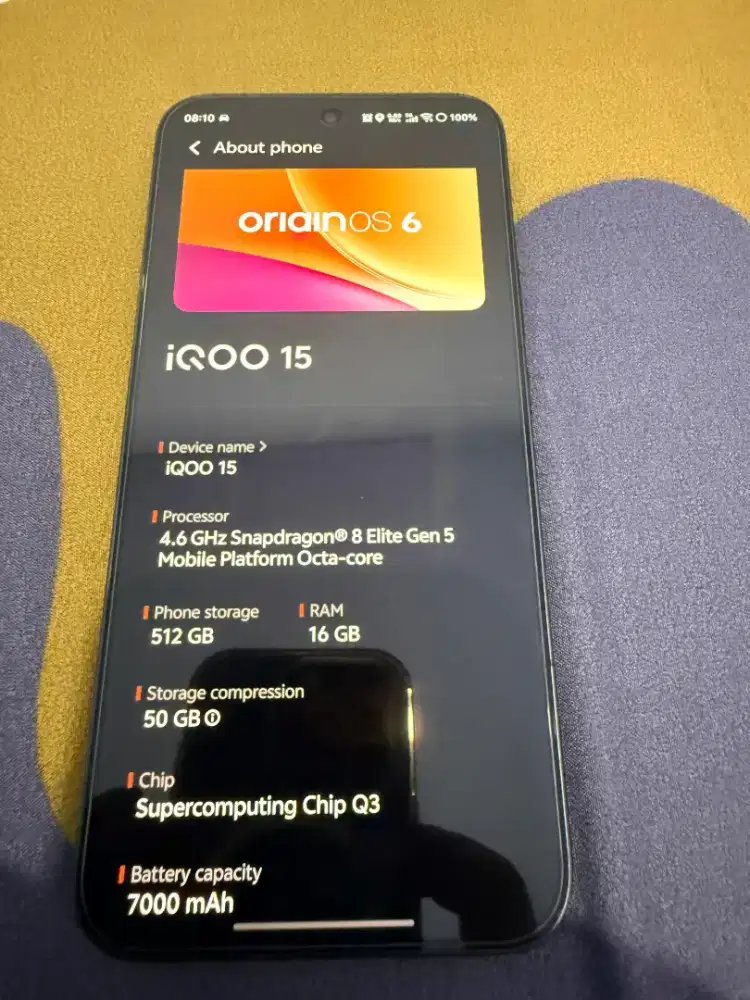 08:10
100%
About phone
OriginOS 6
iQOO 15
Device name >
iQOO 15
Processor
4.6 GHz Snapdragon® 8 Elite Gen 5
Mobile Platform Octa-core
Phone storage RAM
512 GB 16 GB
Storage compression
50 GB
Chip
Supercomputing Chip Q3
Battery capacity
7000 mAh